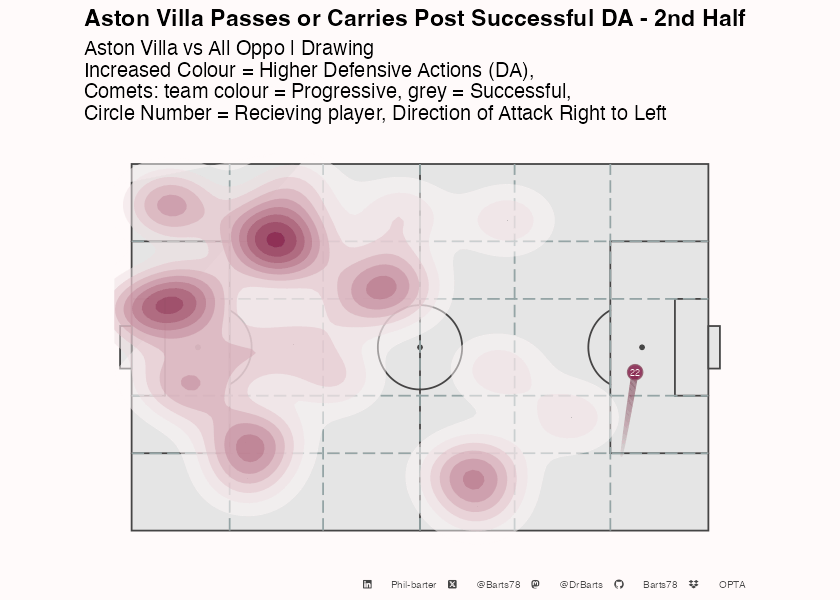 Aston Villa Passes or Carries Post Successful DA - 2nd Half
Aston Villa vs All Oppo | Drawing
Increased Colour = Higher Defensive Actions (DA),
Comets: team colour = Progressive, grey = Successful,
Circle Number = Recieving player, Direction of Attack Right to Left
22
Phil-barter @Barts78 @DrBarts Barts78 OPTA